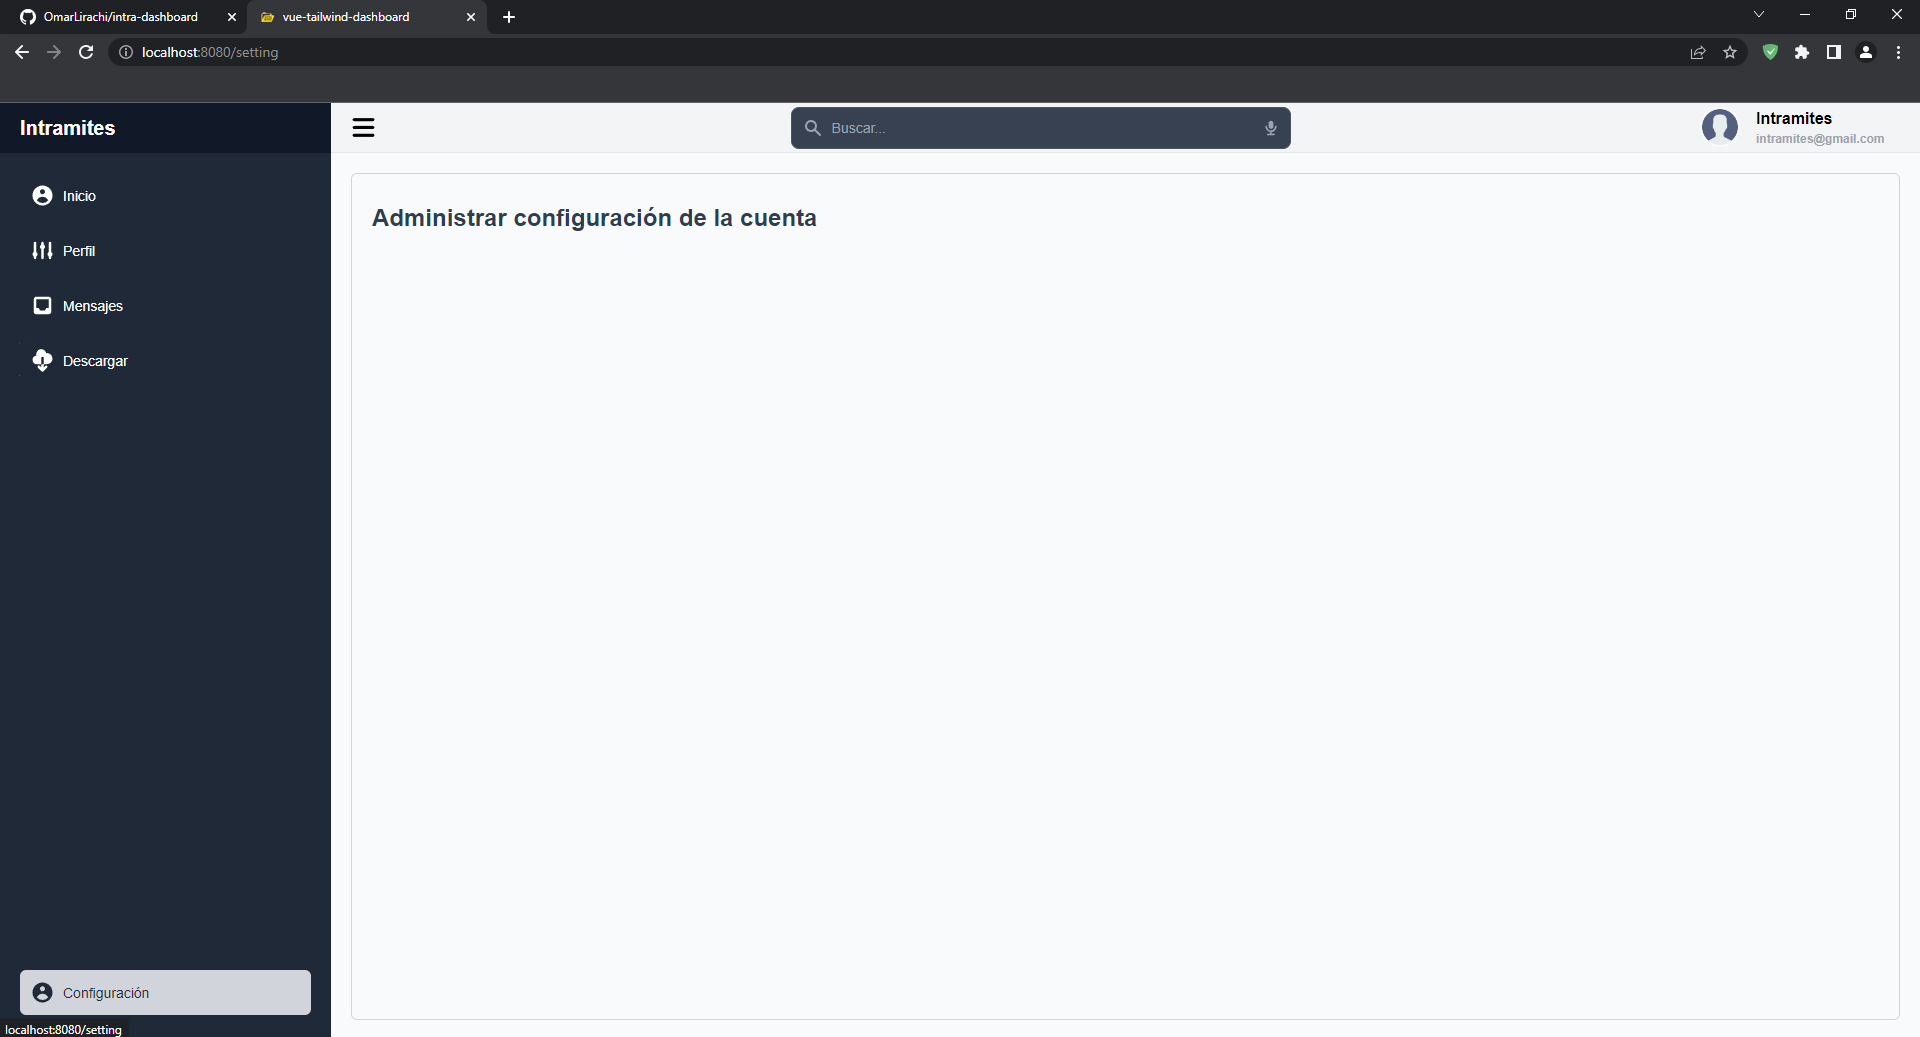 OmarLirachi/intra-dashboard
vue-tailwind-dashboard
localhost:8080/setting
Intramites
Buscar...
Intramites
intramites@gmail.com
Inicio
Perfil
Mensajes
Descargar
Administrar configuración de la cuenta
Configuración
localhost:8080/setting